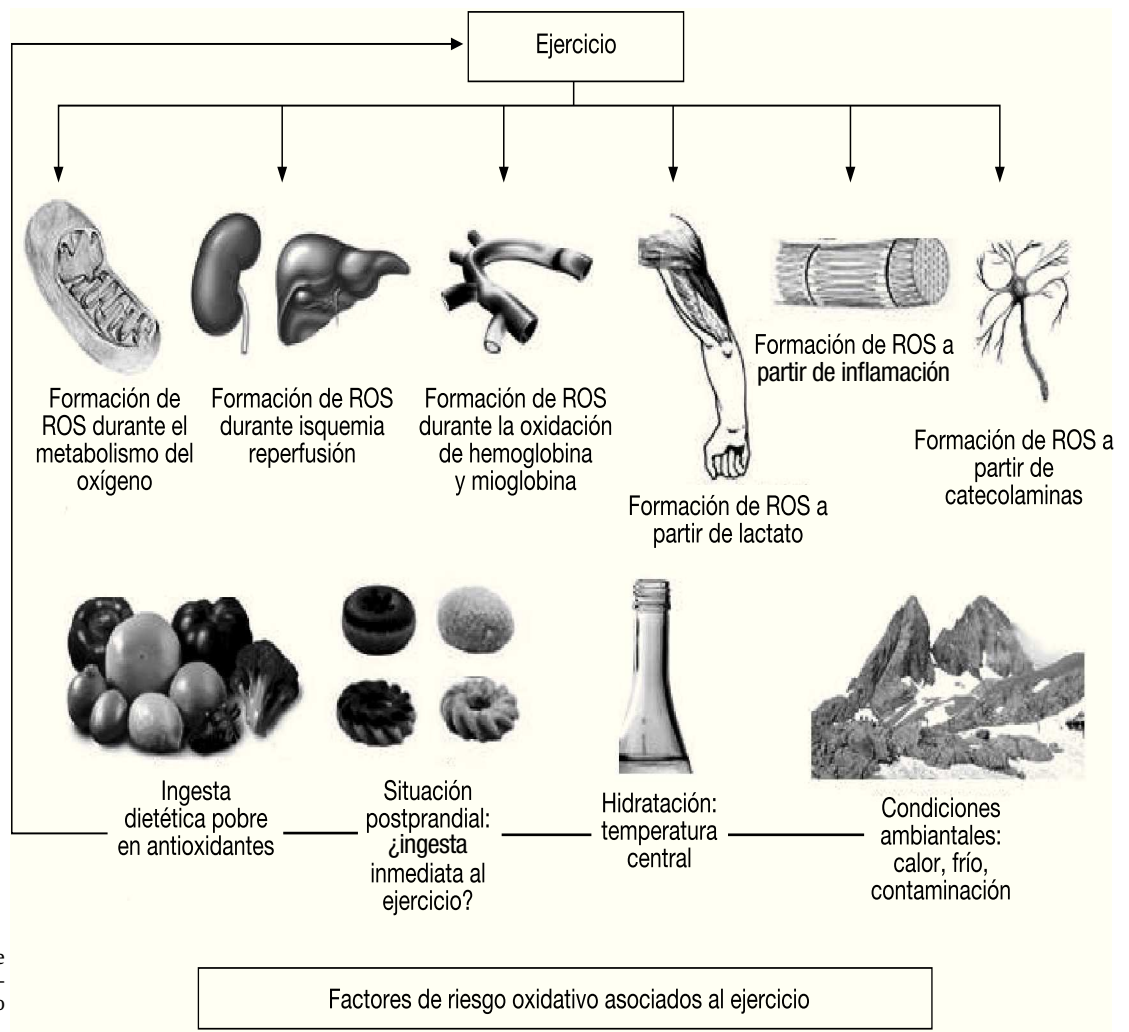 Ejercicio
Formación de
ROS durante el
metabolismo del
oxígeno
Formación de ROS
durante isquemia
reperfusión
Formación de ROS
durante la oxidación
de hemoglobina
y mioglobina
Formación de ROS a
partir de lactato
Formación de ROS a
partir de inflamación
Formación de ROS a
partir de
catecolaminas
Ingesta
dietética pobre
en antioxidantes
Situación
postprandial:
¿ingesta
inmediata al
ejercicio?
Hidratación:
temperatura
central
Condiciones
ambiantales:
calor, frío,
contaminación
e
-
o
Factores de riesgo oxidativo asociados al ejercicio